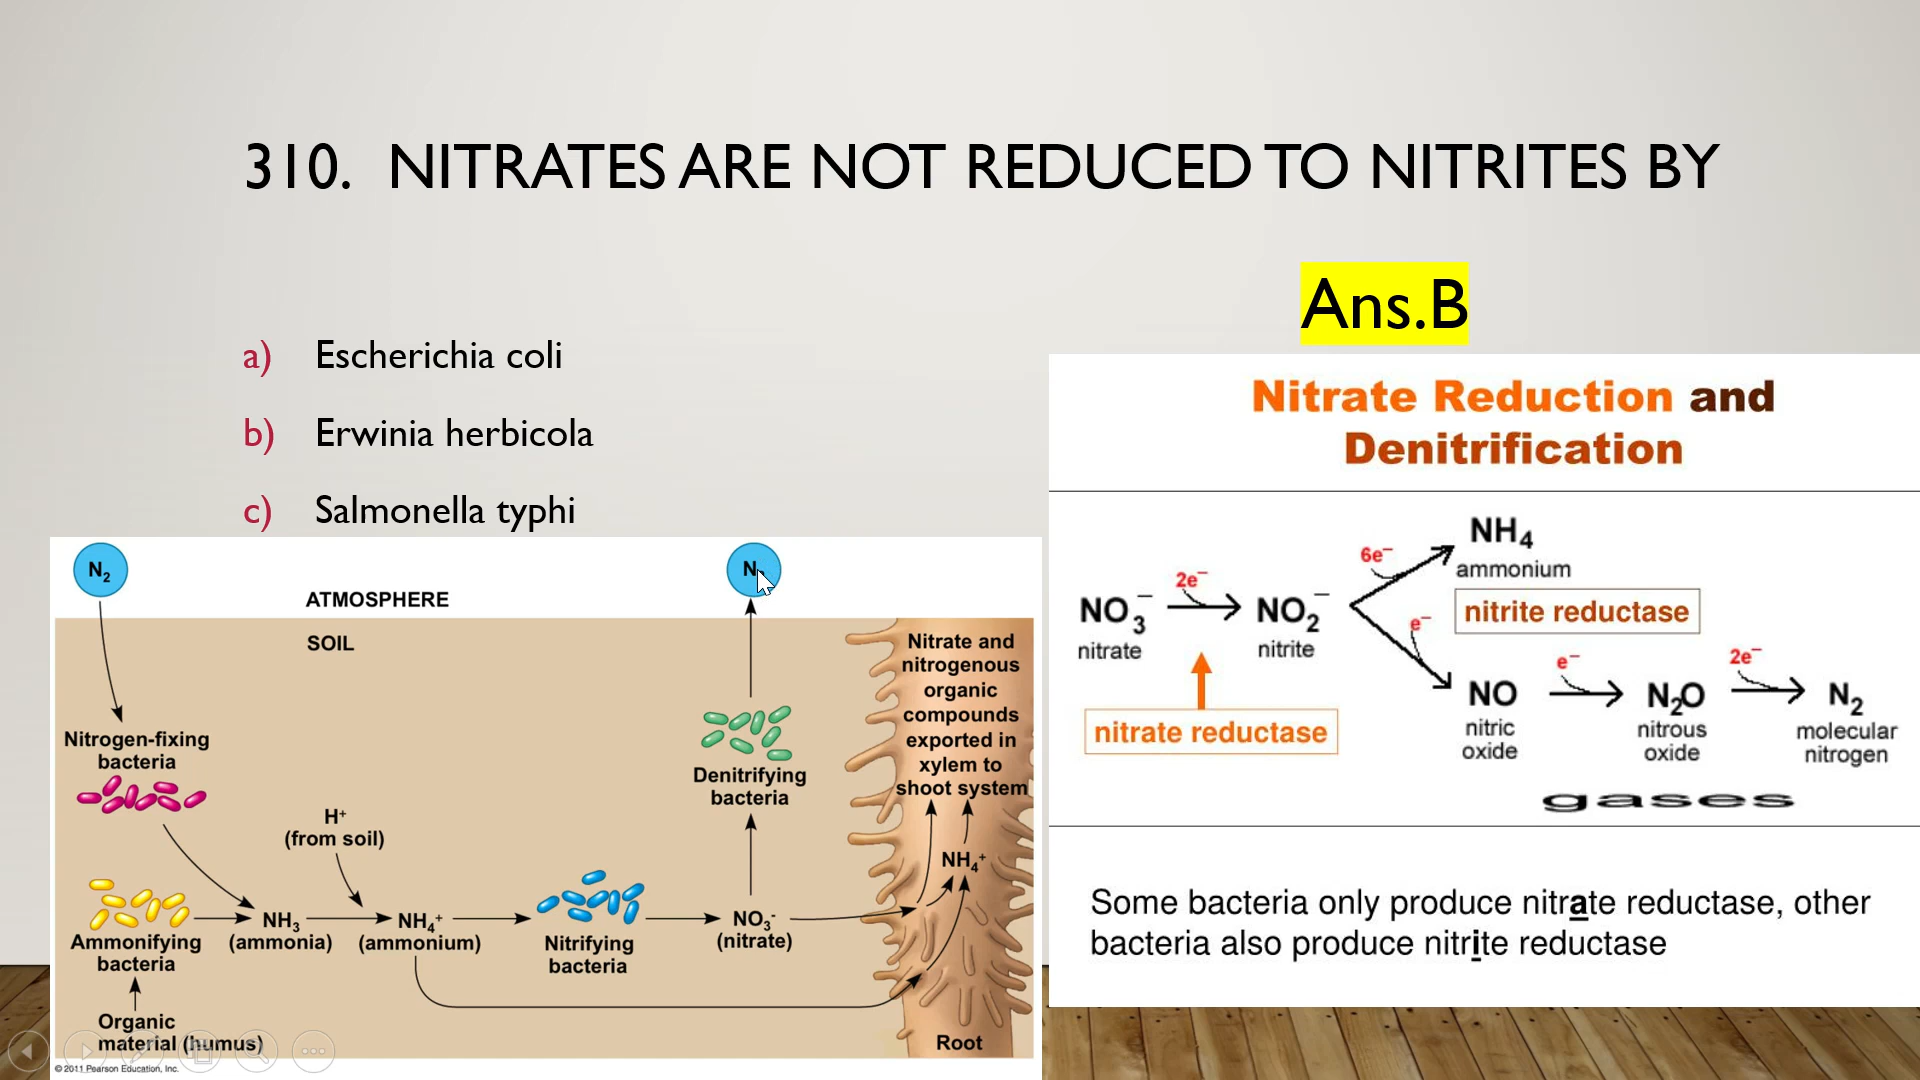 310. NITRATES ARE NOT REDUCED TO NITRITES BY
Ans.B
a) Escherichia coli
b) Erwinia herbicola
c) Salmonella typhi
N₂
ATMOSPHERE
SOIL
Nitrogen-fixing
bacteria
H⁺
(from soil)
Ammonifying
bacteria
NH₃
(ammonia)
NH₄⁺
(ammonium)
Nitrifying
bacteria
NO₃⁻
(nitrate)
Denitrifying
bacteria
Organic
material (humus)
Nitrate and
nitrogenous
organic
compounds
exported in
xylem to
shoot system
NH₄⁺
Root
© 2011 Pearson Education, Inc.
Nitrate Reduction and
Denitrification
NO₃⁻
nitrate
2e⁻
NO₂⁻
nitrite
6e⁻
NH₄
ammonium
nitrite reductase
nitrate reductase
e⁻
NO
nitric
oxide
e⁻
N₂O
nitrous
oxide
2e⁻
N₂
molecular
nitrogen
gases
Some bacteria only produce nitrate reductase, other
bacteria also produce nitrite reductase